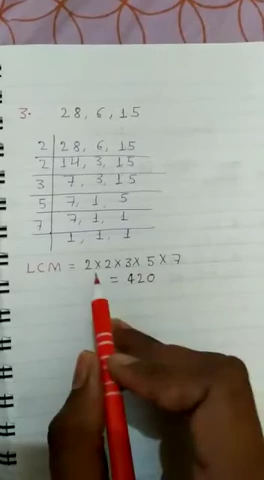 3. 28, 6, 15
2 | 28, 6, 15
2 | 14, 3, 15
3 | 7, 3, 15
5 | 7, 1, 5
7 | 7, 1, 1
| 1, 1, 1
LCM = 2×2×3×5×7
= 420